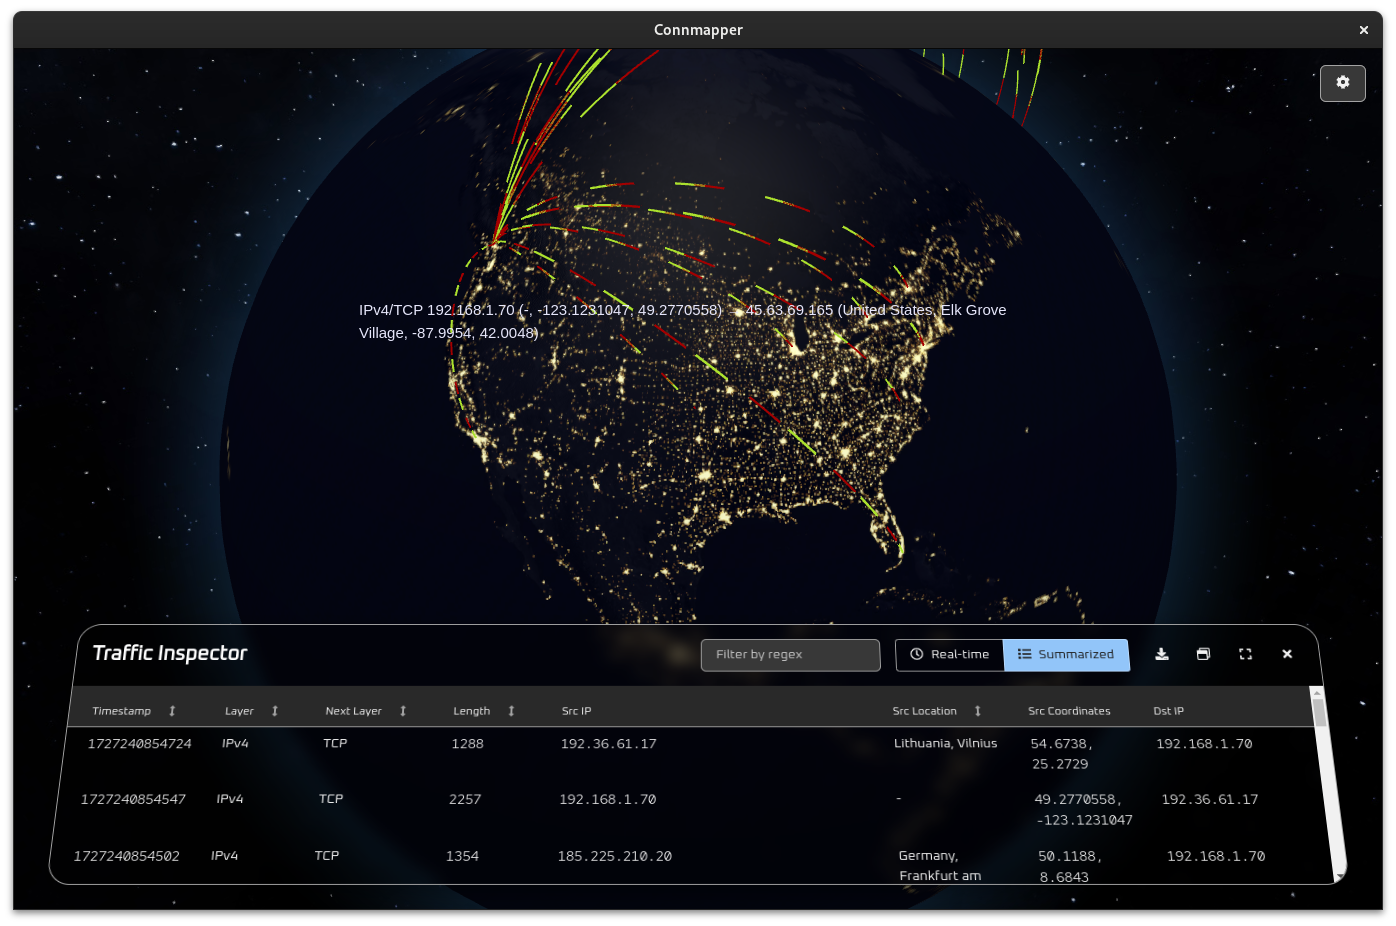 Connmapper
IPv4/TCP 192.168.1.70 (-, -123.1231047, 49.2770558) → 45.63.69.165 (United States, Elk Grove
Village, -87.9954, 42.0048)
Traffic Inspector
Filter by regex
Real-time
Summarized
Timestamp Layer Next Layer Length Src IP Src Location Src Coordinates Dst IP
1727240854724 IPv4 TCP 1288 192.36.61.17 Lithuania, Vilnius 54.6738, 192.168.1.70
25.2729
1727240854547 IPv4 TCP 2257 192.168.1.70 - 49.2770558, 192.36.61.17
-123.1231047
1727240854502 IPv4 TCP 1354 185.225.210.20 Germany, 50.1188, 192.168.1.70
Frankfurt am 8.6843